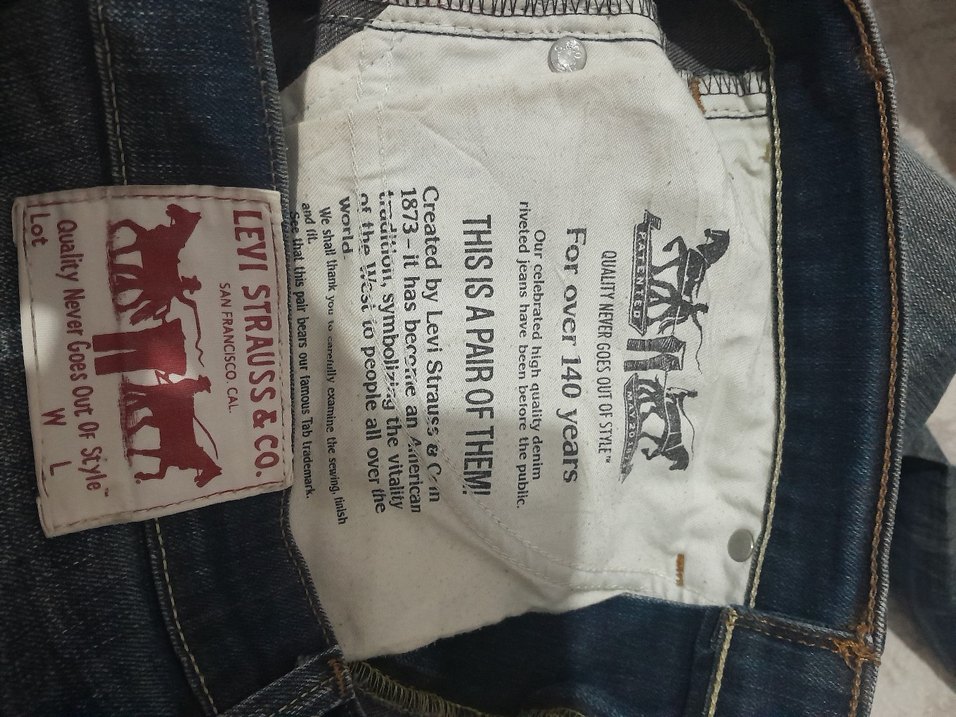 LEVI STRAUSS & CO.
SAN FRANCISCO, CAL.
Quality Never Goes Out Of Style™
Lot W L
PATENTED
MAY 20
QUALITY NEVER GOES OUT OF STYLE™
For over 140 years
Our celebrated high quality denim
riveted jeans have been before the public.
THIS IS A PAIR OF THEM!
Created by Levi Strauss & Co in
1873 – it has become an American
tradition, symbolizing the vitality
of the West to people all over the
world.
We shall thank you to carefully examine the sewing, finish
and fit.
See that this pair bears our famous Tab trademark.